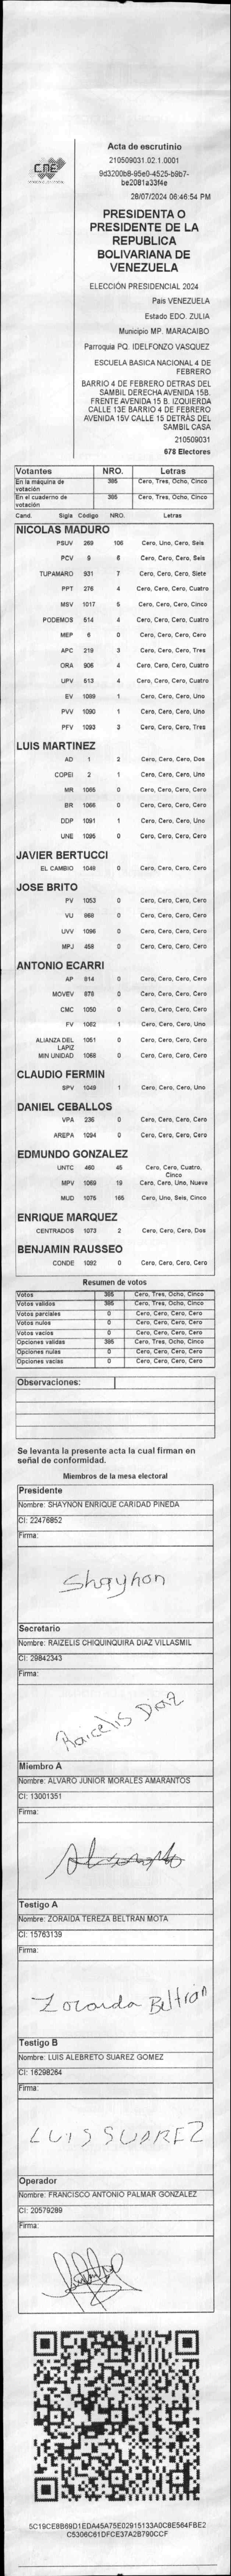 CNE
Acta de escrutinio
210509031.02.1.0001
9d3200b8-95e0-4525-b9b7-
be2081a33f4e
28/07/2024 06:46:54 PM
PRESIDENTA O
PRESIDENTE DE LA
REPUBLICA
BOLIVARIANA DE
VENEZUELA
ELECCIÓN PRESIDENCIAL 2024
Pais VENEZUELA
Estado EDO. ZULIA
Municipio MP. MARACAIBO
Parroquia PQ. IDELFONZO VASQUEZ
ESCUELA BASICA NACIONAL 4 DE
FEBRERO
BARRIO 4 DE FEBRERO DETRAS DEL
SAMBIL DERECHA AVENIDA 15B.
FRENTE AVENIDA 15 B. IZQUIERDA
CALLE 13E BARRIO 4 DE FEBRERO
AVENIDA 15V CALLE 15 DETRÁS DEL
SAMBIL CASA
210509031
678 Electores
Votantes NRO. Letras
En la máquina de votación 385 Cero, Tres, Ocho, Cinco
En el cuaderno de votación 385 Cero, Tres, Ocho, Cinco
Cand. Sigla Código NRO. Letras
NICOLAS MADURO
PSUV 269 106 Cero, Uno, Cero, Seis
PCV 9 6 Cero, Cero, Cero, Seis
TUPAMARO 931 7 Cero, Cero, Cero, Siete
PPT 276 4 Cero, Cero, Cero, Cuatro
MSV 1017 5 Cero, Cero, Cero, Cinco
PODEMOS 514 4 Cero, Cero, Cero, Cuatro
MEP 6 0 Cero, Cero, Cero, Cero
APC 219 3 Cero, Cero, Cero, Tres
ORA 906 4 Cero, Cero, Cero, Cuatro
UPV 513 4 Cero, Cero, Cero, Cuatro
EV 1089 1 Cero, Cero, Cero, Uno
PVV 1090 1 Cero, Cero, Cero, Uno
PFV 1093 3 Cero, Cero, Cero, Tres
LUIS MARTINEZ
AD 1 2 Cero, Cero, Cero, Dos
COPEI 2 1 Cero, Cero, Cero, Uno
MR 1065 0 Cero, Cero, Cero, Cero
BR 1066 0 Cero, Cero, Cero, Cero
DDP 1091 1 Cero, Cero, Cero, Uno
UNE 1095 0 Cero, Cero, Cero, Cero
JAVIER BERTUCCI
EL CAMBIO 1048 0 Cero, Cero, Cero, Cero
JOSE BRITO
PV 1053 0 Cero, Cero, Cero, Cero
VU 868 0 Cero, Cero, Cero, Cero
UVV 1096 0 Cero, Cero, Cero, Cero
MPJ 458 0 Cero, Cero, Cero, Cero
ANTONIO ECARRI
AP 814 0 Cero, Cero, Cero, Cero
MOVEV 878 0 Cero, Cero, Cero, Cero
CMC 1050 0 Cero, Cero, Cero, Cero
FV 1062 1 Cero, Cero, Cero, Uno
ALIANZA DEL LAPIZ 1051 0 Cero, Cero, Cero, Cero
MIN UNIDAD 1068 0 Cero, Cero, Cero, Cero
CLAUDIO FERMIN
SPV 1049 1 Cero, Cero, Cero, Uno
DANIEL CEBALLOS
VPA 236 0 Cero, Cero, Cero, Cero
AREPA 1094 0 Cero, Cero, Cero, Cero
EDMUNDO GONZALEZ
UNTC 460 45 Cero, Cero, Cuatro, Cinco
MPV 1069 19 Cero, Cero, Uno, Nueve
MUD 1075 165 Cero, Uno, Seis, Cinco
ENRIQUE MARQUEZ
CENTRADOS 1073 2 Cero, Cero, Cero, Dos
BENJAMIN RAUSSEO
CONDE 1092 0 Cero, Cero, Cero, Cero
Resumen de votos
Votos 385 Cero, Tres, Ocho, Cinco
Votos validos 385 Cero, Tres, Ocho, Cinco
Votos parciales 0 Cero, Cero, Cero, Cero
Votos nulos 0 Cero, Cero, Cero, Cero
Votos vacios 0 Cero, Cero, Cero, Cero
Opciones validas 385 Cero, Tres, Ocho, Cinco
Opciones nulas 0 Cero, Cero, Cero, Cero
Opciones vacias 0 Cero, Cero, Cero, Cero
Observaciones:
Se levanta la presente acta la cual firman en
señal de conformidad.
Miembros de la mesa electoral
Presidente
Nombre: SHAYNON ENRIQUE CARIDAD PINEDA
CI: 22476852
Firma:
Shayhon
Secretario
Nombre: RAIZELIS CHIQUINQUIRA DIAZ VILLASMIL
CI: 29842343
Firma:
Raicelis Diaz
Miembro A
Nombre: ALVARO JUNIOR MORALES AMARANTOS
CI: 13001351
Firma:
Testigo A
Nombre: ZORAIDA TEREZA BELTRAN MOTA
CI: 15763139
Firma:
Zoraida Beltran
Testigo B
Nombre: LUIS ALEBRETO SUAREZ GOMEZ
CI: 16298264
Firma:
LUIS SUAREZ
Operador
Nombre: FRANCISCO ANTONIO PALMAR GONZALEZ
CI: 20579289
Firma:
5C19CE8B69D1EDA45A75E02915133A0C8E564FBE2
C5306C61DFCE37A2B790CCF